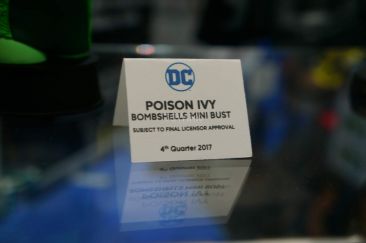 DC
POISON IVY
BOMBSHELLS MINI BUST
SUBJECT TO FINAL LICENSOR APPROVAL
4th Quarter 2017